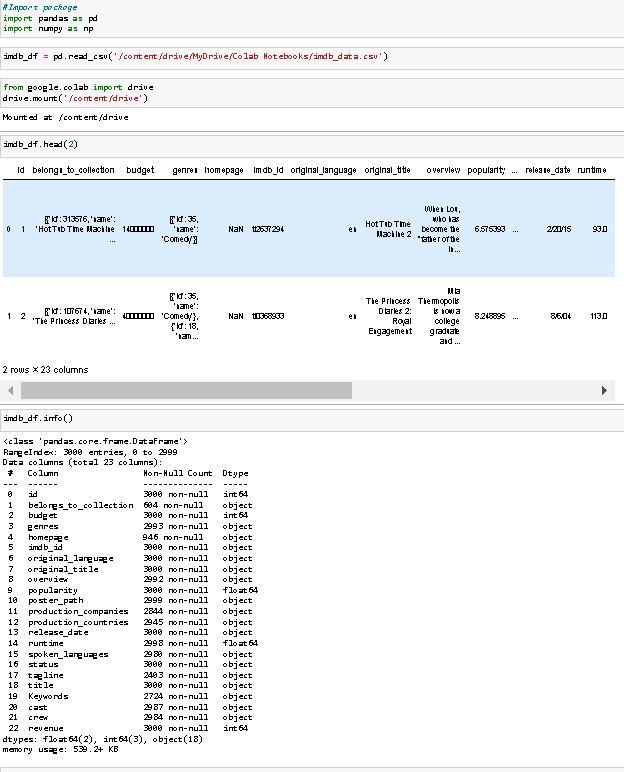 #Import package
import pandas as pd
import numpy as np
imdb_df = pd.read_csv('/content/drive/MyDrive/Colab Notebooks/imdb_data.csv')
from google.colab import drive
drive.mount('/content/drive')
Mounted at /content/drive
imdb_df.head(2)
id belongs_to_collection budget genres homepage imdb_id original_language original_title overview popularity ... release_date runtime
0 1 [{'id': 313576, 'name': 'Hot Tub Time Machine ... 14000000 [{'id': 35, 'name': 'Comedy'}] NaN tt2637294 en Hot Tub Time Machine 2 When Lou, who has become the "father of the In... 6.575393 ... 2/20/15 93.0
1 2 [{'id': 107674, 'name': 'The Princess Diaries ... 40000000 [{'id': 35, 'name': 'Comedy'}, {'id': 18, 'nam... NaN tt0368933 en The Princess Diaries 2: Royal Engagement Mia Thermopolis is now a college graduate and ... 8.248895 ... 8/6/04 113.0
2 rows × 23 columns
imdb_df.info()
<class 'pandas.core.frame.DataFrame'>
RangeIndex: 3000 entries, 0 to 2999
Data columns (total 23 columns):
# Column Non-Null Count Dtype
--- ------ -------------- -----
0 id 3000 non-null int64
1 belongs_to_collection 604 non-null object
2 budget 3000 non-null int64
3 genres 2993 non-null object
4 homepage 946 non-null object
5 imdb_id 3000 non-null object
6 original_language 3000 non-null object
7 original_title 3000 non-null object
8 overview 2992 non-null object
9 popularity 3000 non-null float64
10 poster_path 2999 non-null object
11 production_companies 2844 non-null object
12 production_countries 2945 non-null object
13 release_date 3000 non-null object
14 runtime 2998 non-null float64
15 spoken_languages 2980 non-null object
16 status 3000 non-null object
17 tagline 2403 non-null object
18 title 3000 non-null object
19 Keywords 2724 non-null object
20 cast 2987 non-null object
21 crew 2984 non-null object
22 revenue 3000 non-null int64
dtypes: float64(2), int64(3), object(18)
memory usage: 539.2+ KB